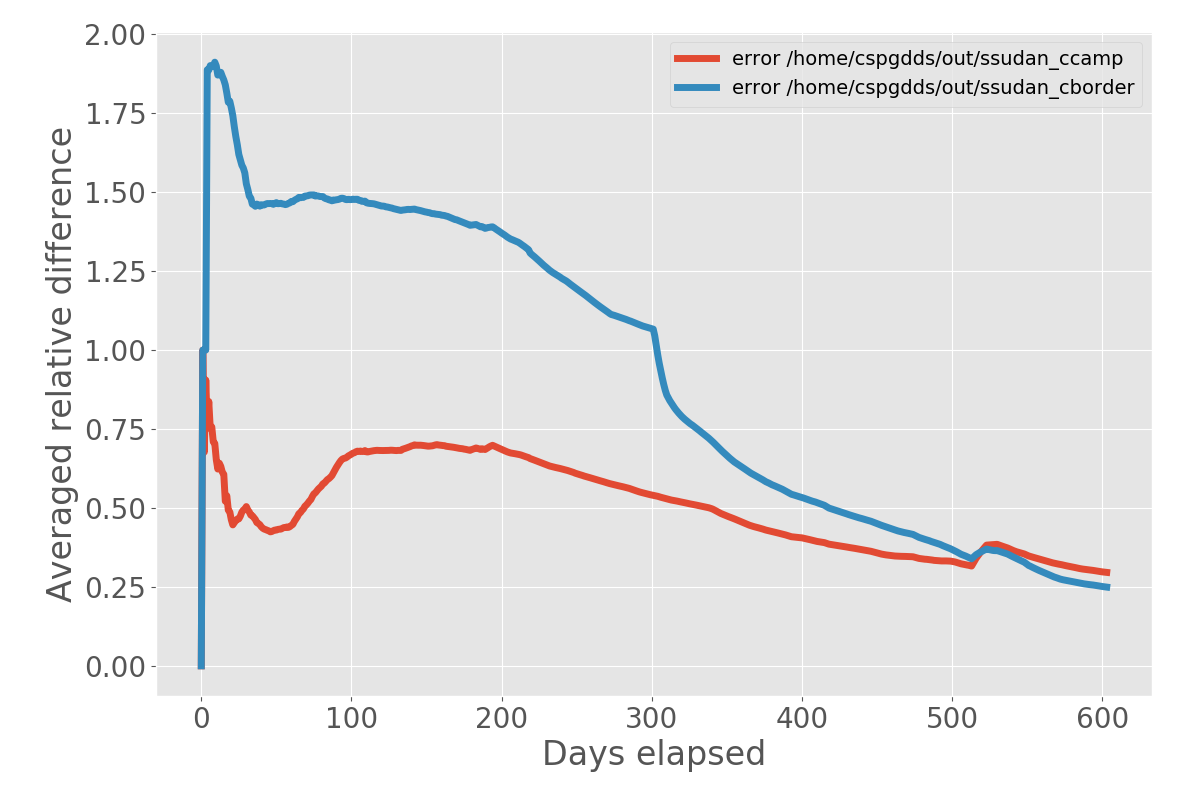 2.00
1.75
1.50
1.25
1.00
0.75
0.50
0.25
0.00
Averaged relative difference
error /home/cspgdds/out/ssudan_ccamp
error /home/cspgdds/out/ssudan_cborder
0 100 200 300 400 500 600
Days elapsed